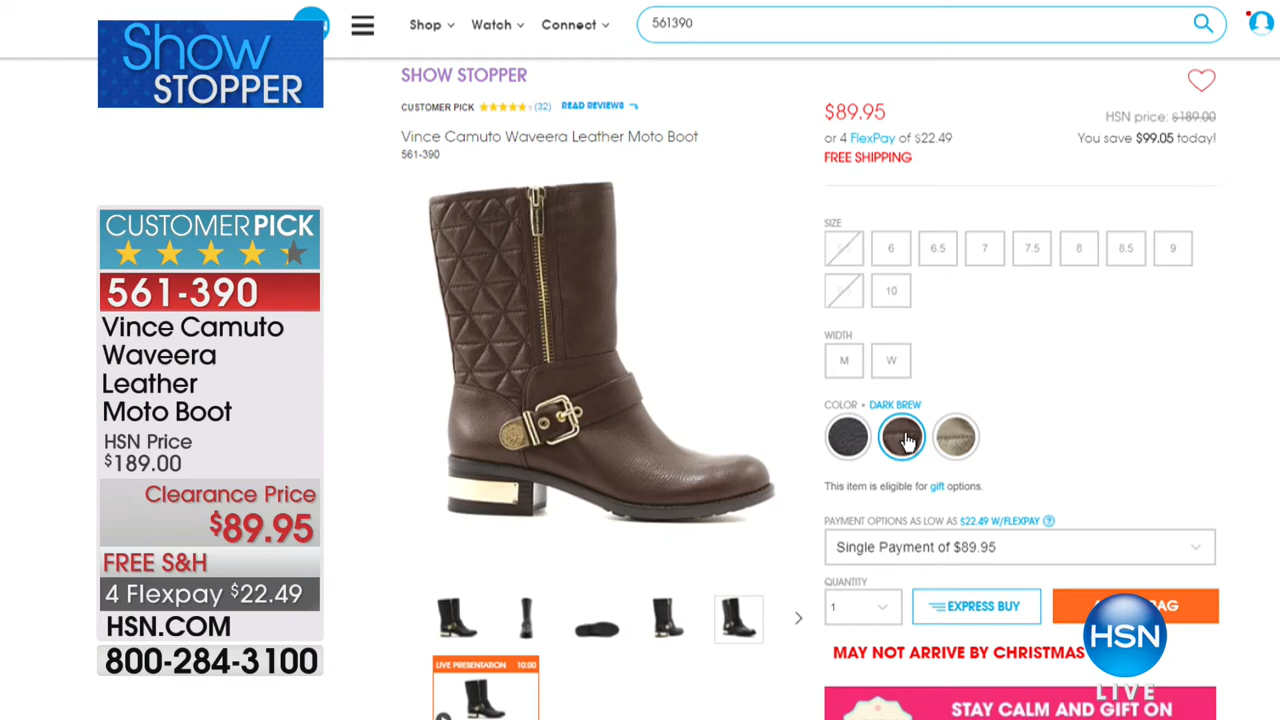 Show
STOPPER
CUSTOMER PICK
561-390
Vince Camuto
Waveera
Leather
Moto Boot
HSN Price
$189.00
Clearance Price
$89.95
FREE S&H
4 Flexpay $22.49
HSN.COM
800-284-3100
Shop
Watch
Connect
561390
SHOW STOPPER
CUSTOMER PICK
(32)
READ REVIEWS
Vince Camuto Waveera Leather Moto Boot
561-390
LIVE PRESENTATION 10:00
$89.95
HSN price: $189.00
or 4 FlexPay of $22.49
You save $99.05 today!
FREE SHIPPING
SIZE
6 6.5 7 7.5 8 8.5 9
10
WIDTH
M W
COLOR • DARK BREW
This item is eligible for gift options.
PAYMENT OPTIONS AS LOW AS $22.49 W/FLEXPAY ?
Single Payment of $89.95
QUANTITY
1
EXPRESS BUY
BAG
MAY NOT ARRIVE BY CHRISTMAS
HSN
LIVE
STAY CALM AND GIFT ON